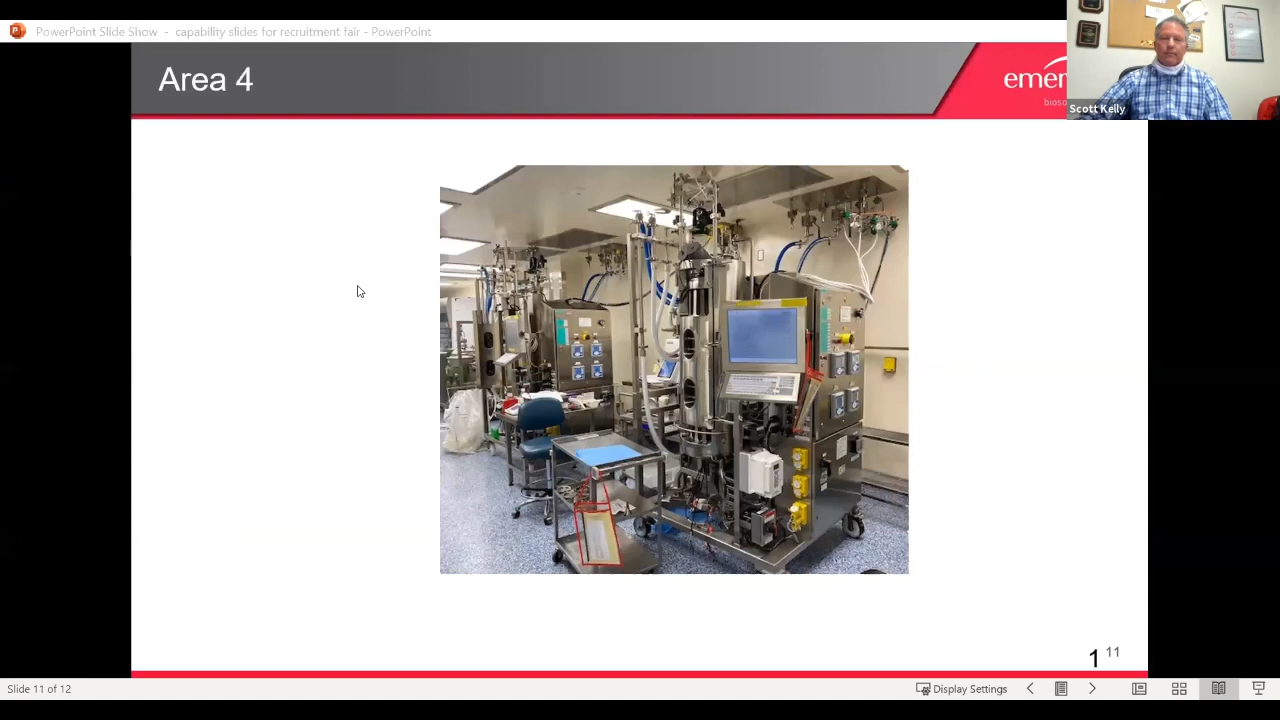 PowerPoint Slide Show - capability slides for recruitment fair - PowerPoint
Area 4
Scott Kelly
1
11
Slide 11 of 12
Display Settings